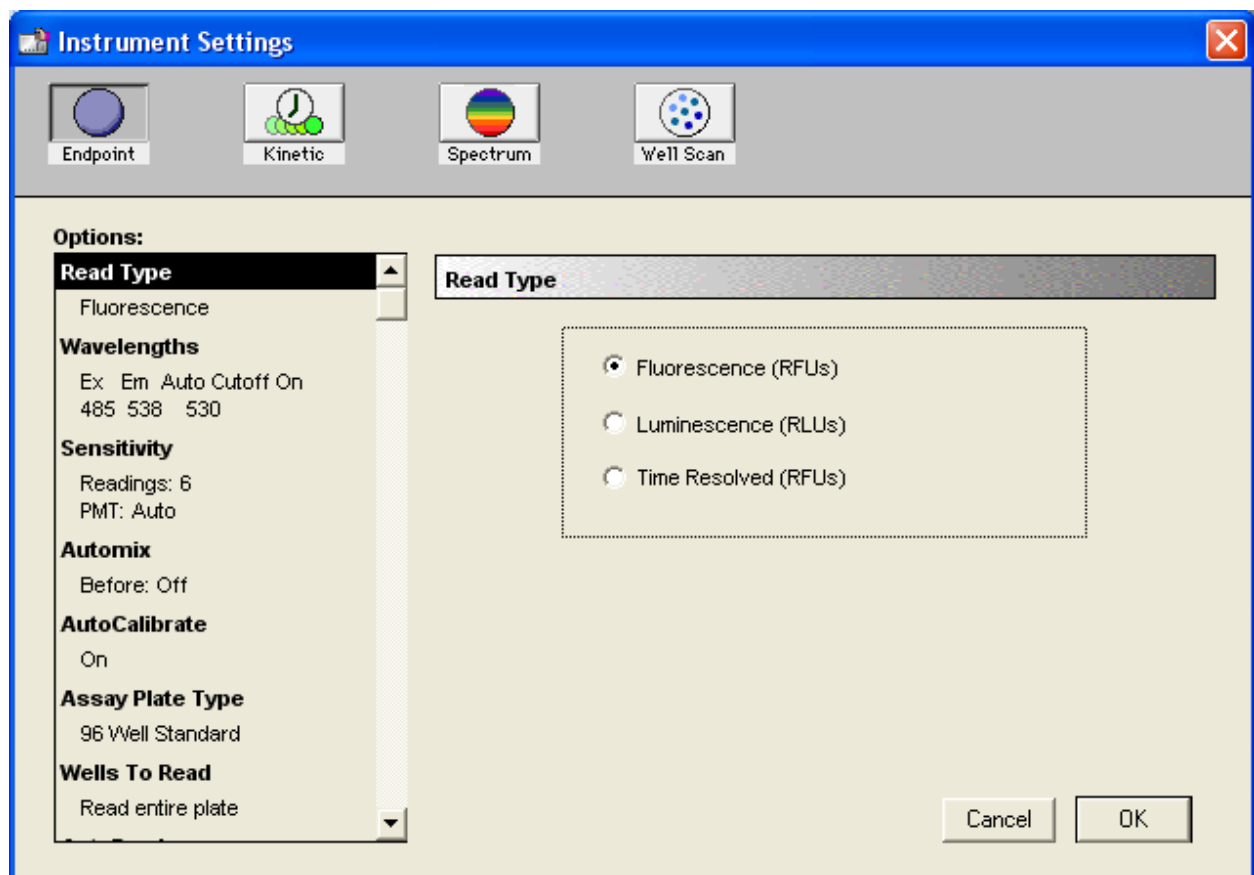 Instrument Settings
Endpoint
Kinetic
Spectrum
Well Scan
Options:
Read Type
Fluorescence
Wavelengths
Ex Em Auto Cutoff On
485 538 530
Sensitivity
Readings: 6
PMT: Auto
Automix
Before: Off
AutoCalibrate
On
Assay Plate Type
96 Well Standard
Wells To Read
Read entire plate
Read Type
Fluorescence (RFUs)
Luminescence (RLUs)
Time Resolved (RFUs)
Cancel
OK